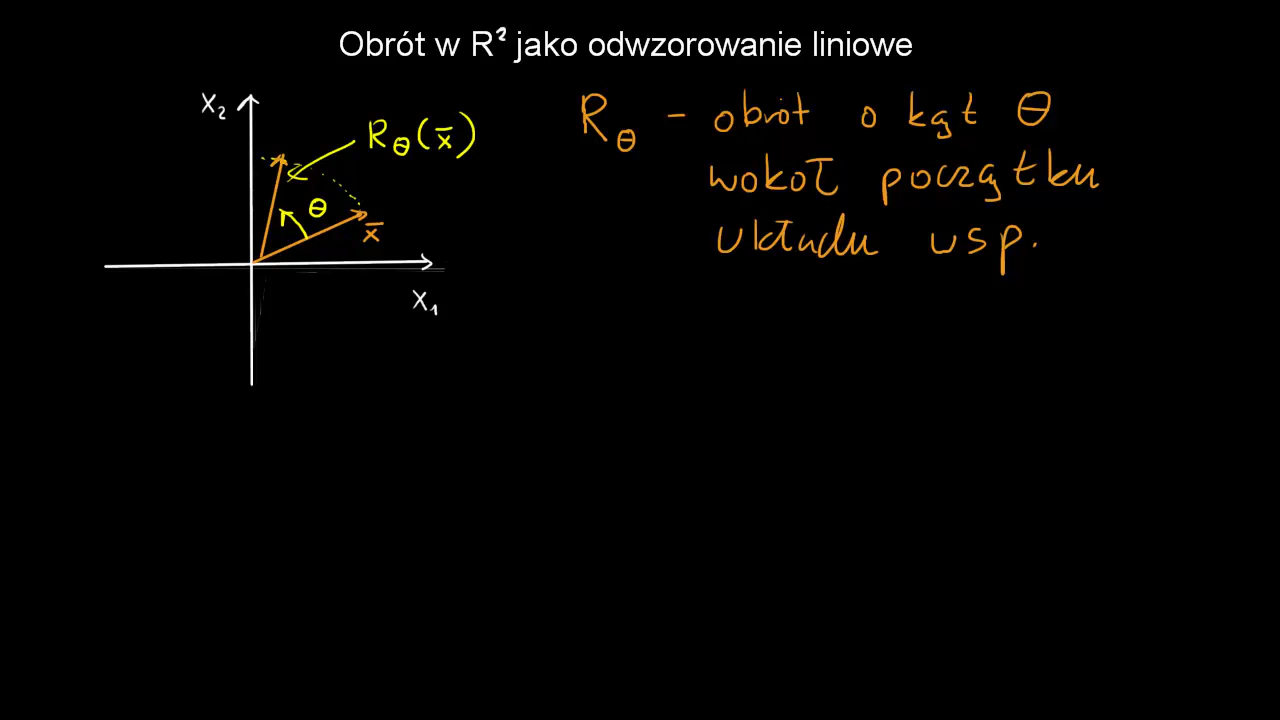 Obrót w R² jako odwzorowanie liniowe
x₂
R_θ(x̄)
θ
x̄
x₁
R_θ - obrót o kąt θ
wokół początku
układu wsp.